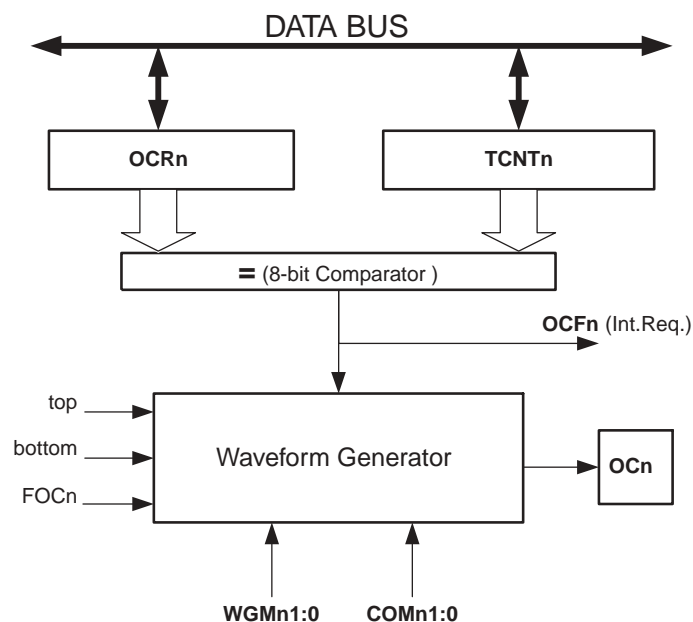 DATA BUS
OCRn
TCNTn
= (8-bit Comparator )
OCFn (Int.Req.)
top
bottom
FOCn
Waveform Generator
OCn
WGMn1:0
COMn1:0